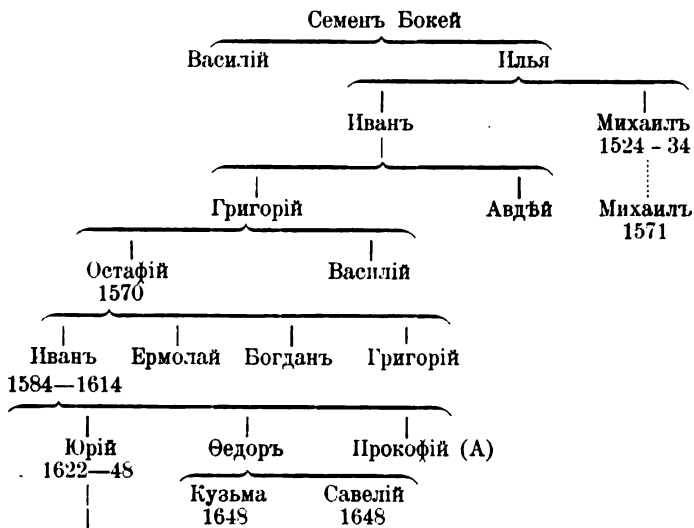 Семенъ Бокей
Василій Илья
Иванъ Михаилъ
1524 - 34
Григорій Авдѣй Михаилъ
1571
Остафій Василій
1570
Иванъ Ермолай Богданъ Григорій
1584—1614
Юрій Ѳедоръ Прокофій (А)
1622—48
Кузьма Савелій
1648 1648